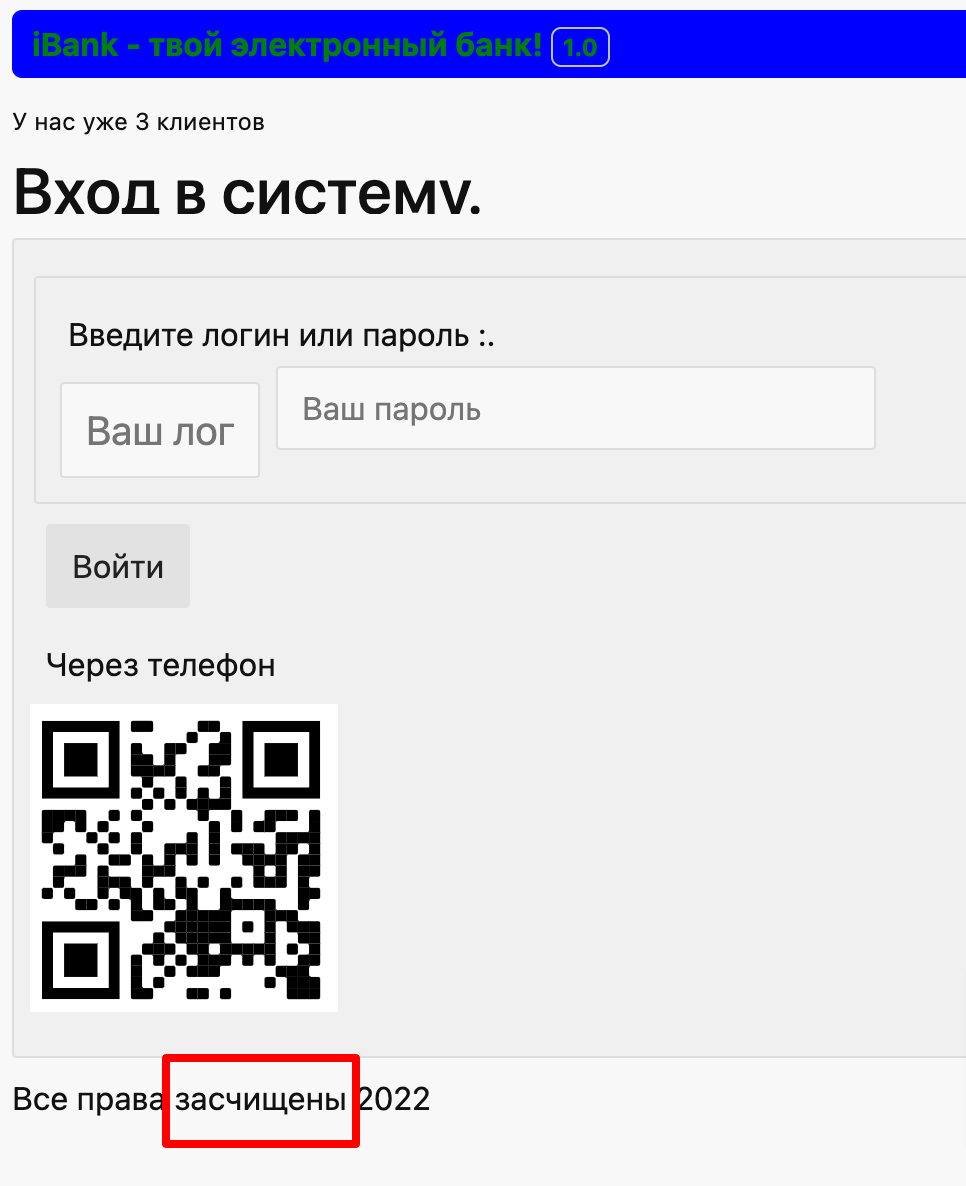 iBank - твой электронный банк! 1.0
У нас уже 3 клиентов
Вход в систему.
Введите логин или пароль :.
Ваш лог
Ваш пароль
Войти
Через телефон
Все права засчищены 2022